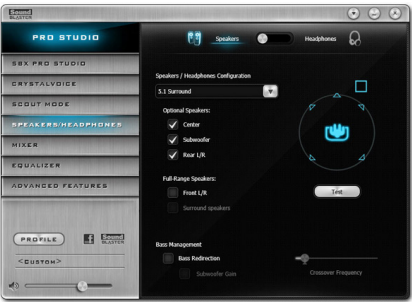 Sound
BLASTER
PRO STUDIO
Speakers
Headphones
SBX PRO STUDIO
CRYSTALVOICE
SCOUT MODE
SPEAKERS/HEADPHONES
MIXER
EQUALIZER
ADVANCED FEATURES
Speakers / Headphones Configuration
5.1 Surround
Optional Speakers:
Center
Subwoofer
Rear L/R
Full-Range Speakers:
Front L/R
Surround speakers
Test
Bass Management
Bass Redirection
Subwoofer Gain
Crossover Frequency
PROFILE
f
Sound
BLASTER
<CUSTOM>